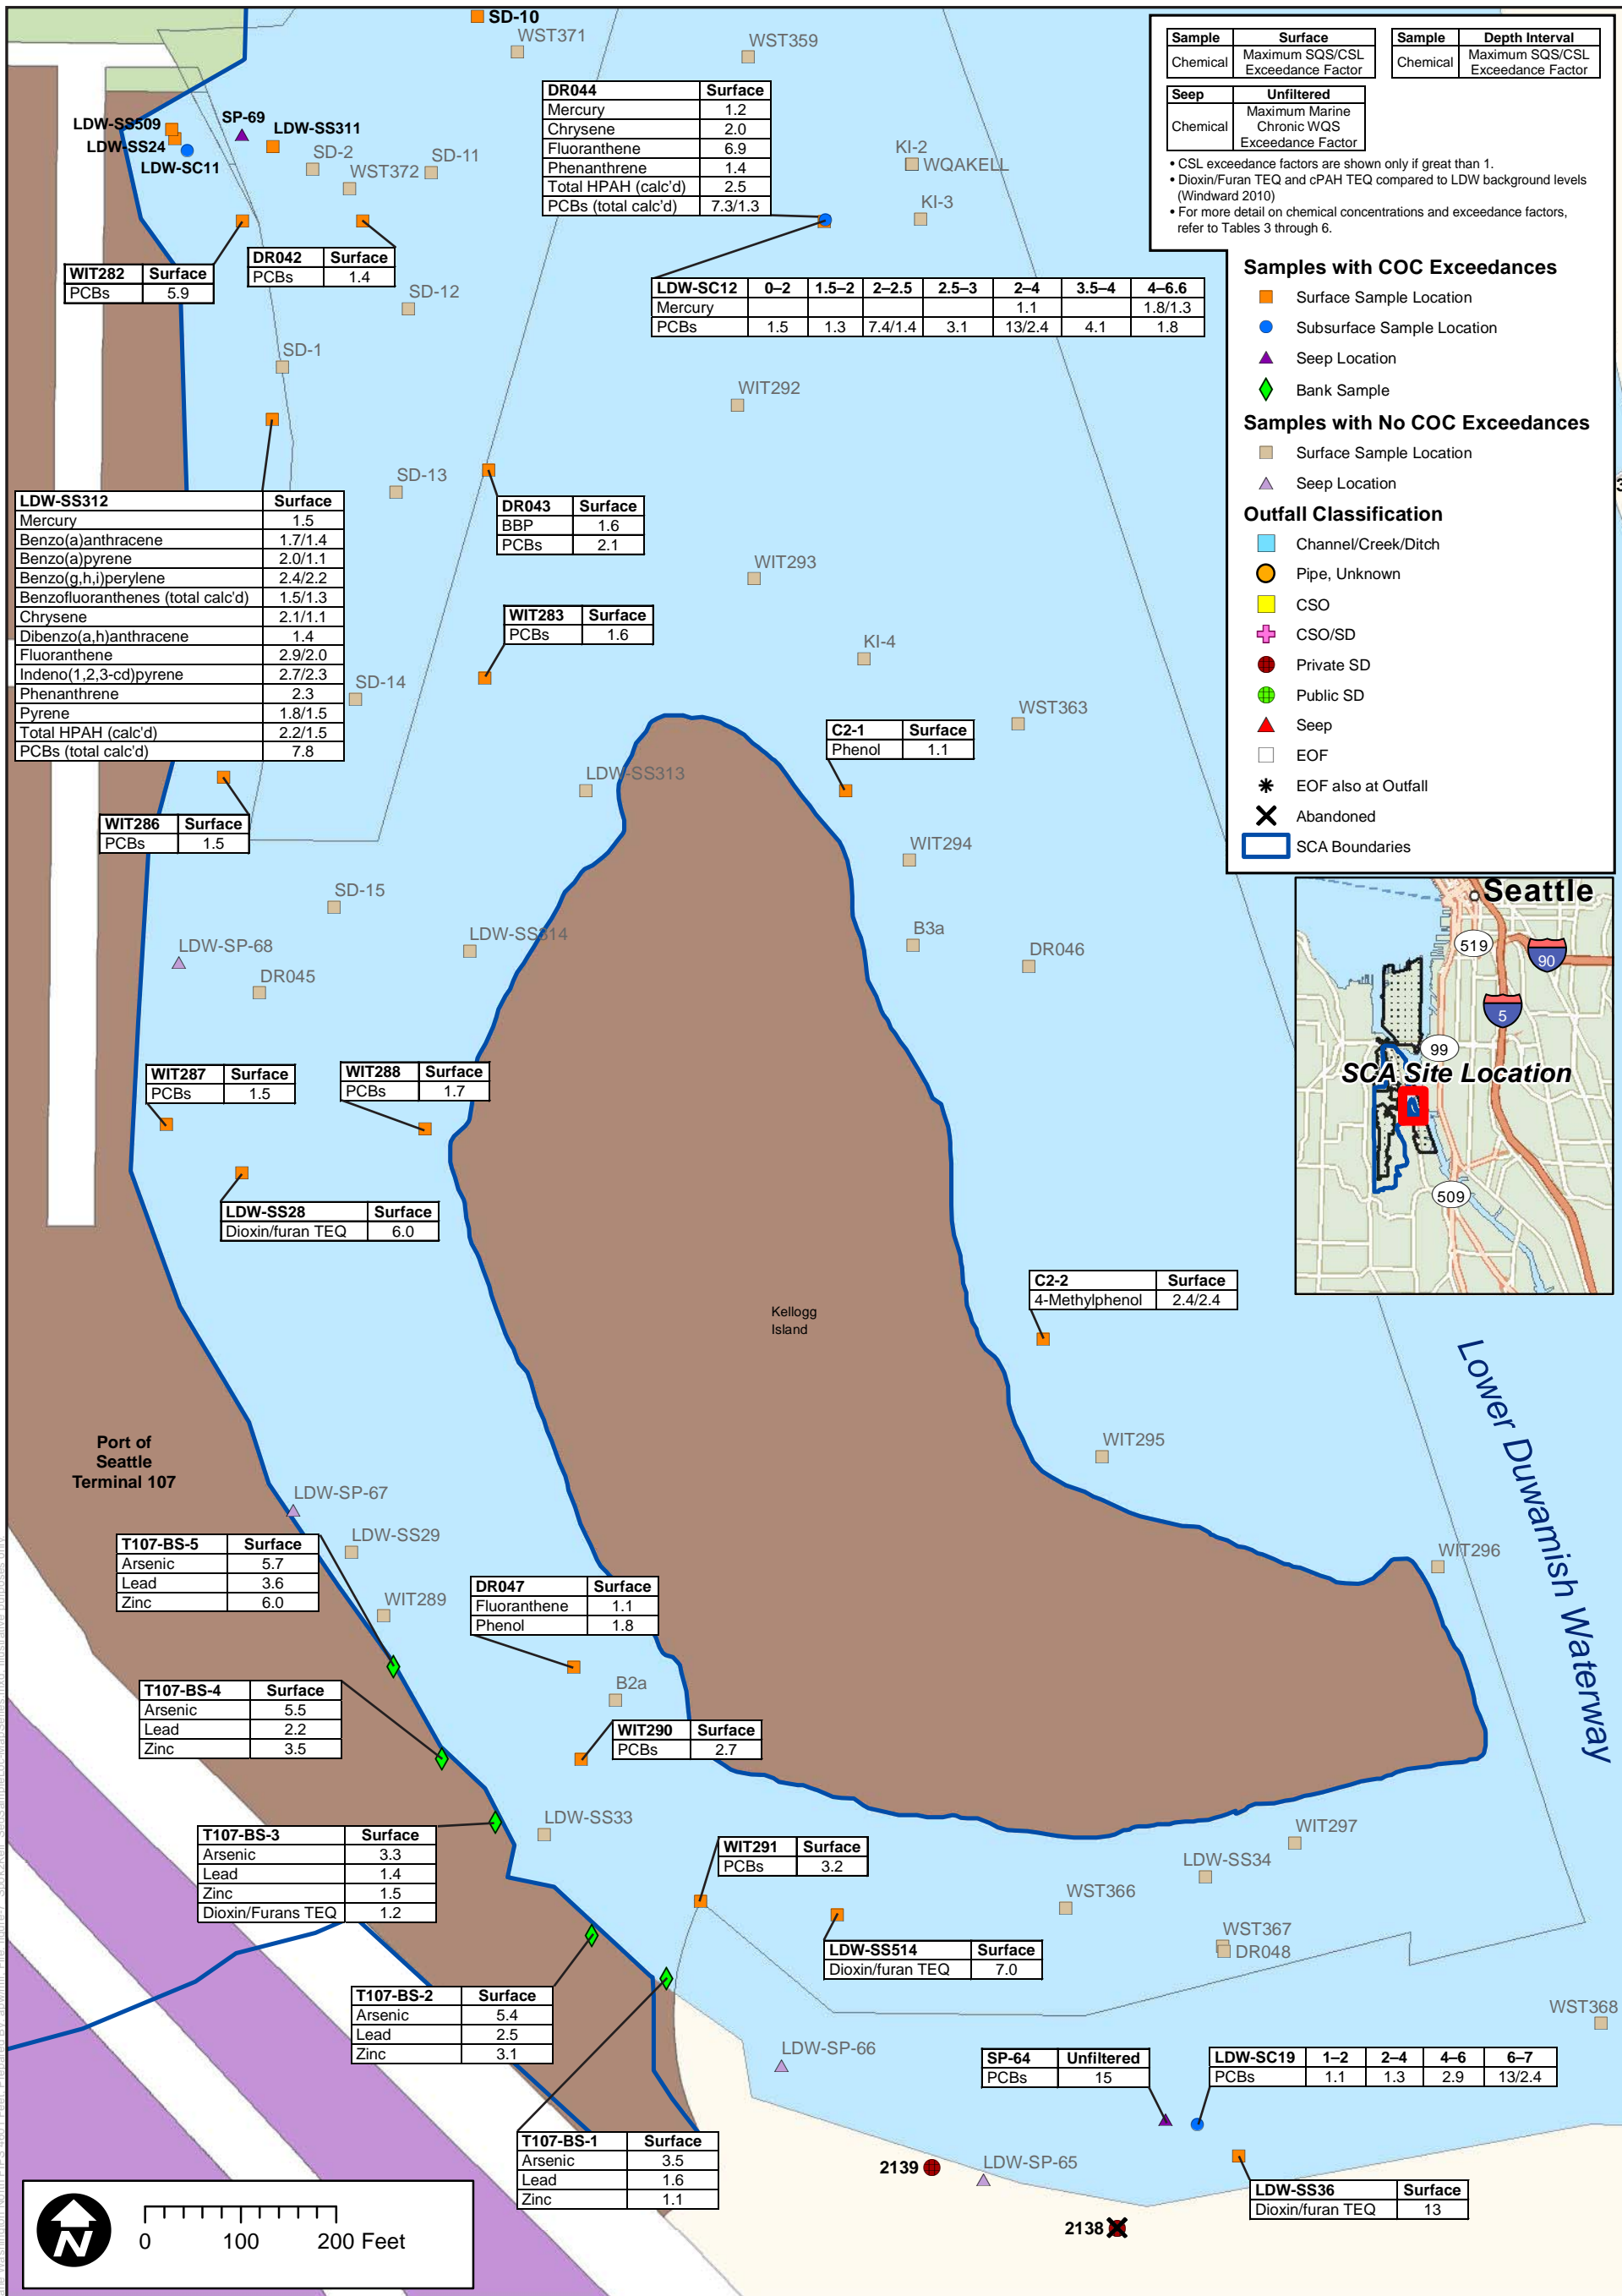 SD-10
WST371
WST359
Sample Surface
Chemical Maximum SQS/CSL Exceedance Factor
Sample Depth Interval
Chemical Maximum SQS/CSL Exceedance Factor
Seep Unfiltered
Chemical Maximum Marine Chronic WQS Exceedance Factor
• CSL exceedance factors are shown only if great than 1.
• Dioxin/Furan TEQ and cPAH TEQ compared to LDW background levels
(Windward 2010)
• For more detail on chemical concentrations and exceedance factors,
refer to Tables 3 through 6.
Samples with COC Exceedances
Surface Sample Location
Subsurface Sample Location
Seep Location
Bank Sample
Samples with No COC Exceedances
Surface Sample Location
Seep Location
Outfall Classification
Channel/Creek/Ditch
Pipe, Unknown
CSO
CSO/SD
Private SD
Public SD
Seep
EOF
EOF also at Outfall
Abandoned
SCA Boundaries
DR044 Surface
Mercury 1.2
Chrysene 2.0
Fluoranthene 6.9
Phenanthrene 1.4
Total HPAH (calc'd) 2.5
PCBs (total calc'd) 7.3/1.3
LDW-SS509
LDW-SS24
LDW-SC11
SP-69
LDW-SS311
SD-2
WST372
SD-11
KI-2
WQAKELL
KI-3
WIT282 Surface
PCBs 5.9
DR042 Surface
PCBs 1.4
SD-12
LDW-SC12 0–2 1.5–2 2–2.5 2.5–3 2–4 3.5–4 4–6.6
Mercury 1.1 1.8/1.3
PCBs 1.5 1.3 7.4/1.4 3.1 13/2.4 4.1 1.8
SD-1
WIT292
SD-13
LDW-SS312 Surface
Mercury 1.5
Benzo(a)anthracene 1.7/1.4
Benzo(a)pyrene 2.0/1.1
Benzo(g,h,i)perylene 2.4/2.2
Benzofluoranthenes (total calc'd) 1.5/1.3
Chrysene 2.1/1.1
Dibenzo(a,h)anthracene 1.4
Fluoranthene 2.9/2.0
Indeno(1,2,3-cd)pyrene 2.7/2.3
Phenanthrene 2.3
Pyrene 1.8/1.5
Total HPAH (calc'd) 2.2/1.5
PCBs (total calc'd) 7.8
DR043 Surface
BBP 1.6
PCBs 2.1
WIT293
WIT283 Surface
PCBs 1.6
KI-4
SD-14
WST363
C2-1 Surface
Phenol 1.1
LDW-SS313
WIT286 Surface
PCBs 1.5
WIT294
SD-15
LDW-SS314
LDW-SP-68
DR045
B3a
DR046
Seattle
519
90
5
99
SCA Site Location
509
WIT287 Surface
PCBs 1.5
WIT288 Surface
PCBs 1.7
LDW-SS28 Surface
Dioxin/furan TEQ 6.0
Kellogg
Island
C2-2 Surface
4-Methylphenol 2.4/2.4
Lower Duwamish Waterway
Port of
Seattle
Terminal 107
WIT295
LDW-SP-67
LDW-SS29
T107-BS-5 Surface
Arsenic 5.7
Lead 3.6
Zinc 6.0
WIT296
WIT289
DR047 Surface
Fluoranthene 1.1
Phenol 1.8
B2a
T107-BS-4 Surface
Arsenic 5.5
Lead 2.2
Zinc 3.5
WIT290 Surface
PCBs 2.7
LDW-SS33
T107-BS-3 Surface
Arsenic 3.3
Lead 1.4
Zinc 1.5
Dioxin/Furans TEQ 1.2
WIT291 Surface
PCBs 3.2
WIT297
LDW-SS34
WST366
WST367
DR048
LDW-SS514 Surface
Dioxin/furan TEQ 7.0
T107-BS-2 Surface
Arsenic 5.4
Lead 2.5
Zinc 3.1
WST368
LDW-SP-66
SP-64 Unfiltered
PCBs 15
LDW-SC19 1–2 2–4 4–6 6–7
PCBs 1.1 1.3 2.9 13/2.4
T107-BS-1 Surface
Arsenic 3.5
Lead 1.6
Zinc 1.1
2139
LDW-SP-65
LDW-SS36 Surface
Dioxin/furan TEQ 13
2138
N
0 100 200 Feet